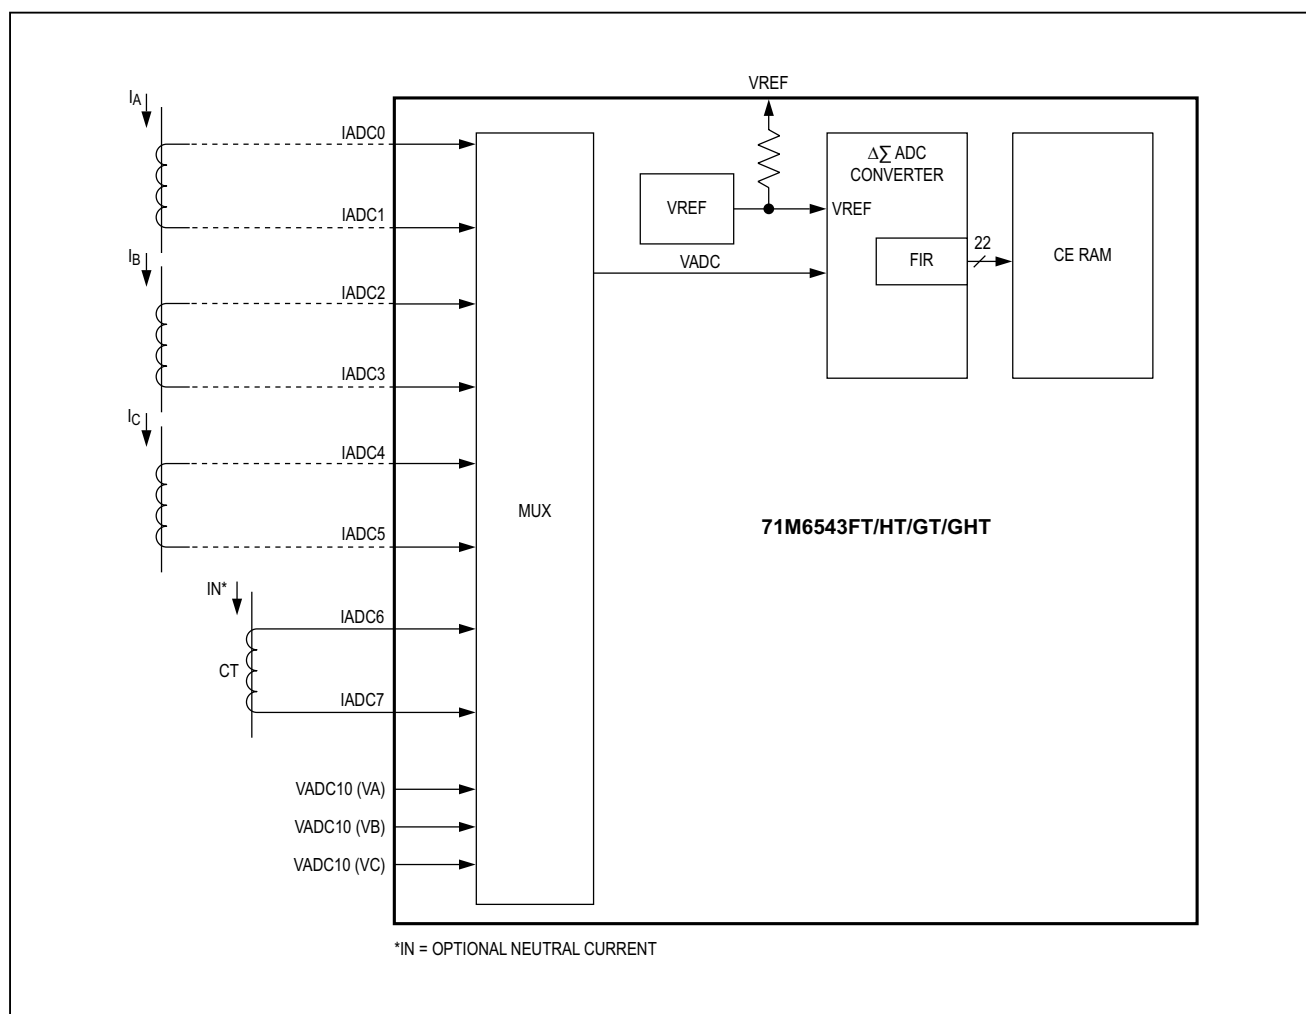 VREF
IA
IADC0
ΔΣ ADC
CONVERTER
VREF
VREF
IADC1
22
FIR
CE RAM
IB
VADC
IADC2
IADC3
IC
IADC4
MUX
71M6543FT/HT/GT/GHT
IADC5
IN*
IADC6
CT
IADC7
VADC10 (VA)
VADC10 (VB)
VADC10 (VC)
*IN = OPTIONAL NEUTRAL CURRENT